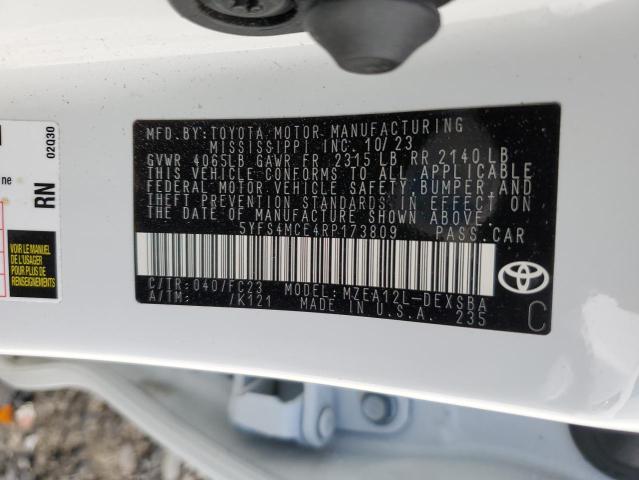 MFD. BY: TOYOTA MOTOR MANUFACTURING
MISSISSIPPI, INC. 10/23
GVWR 4065LB GAWR FR 2315 LB RR 2140 LB
THIS VEHICLE CONFORMS TO ALL APPLICABLE
FEDERAL MOTOR VEHICLE SAFETY, BUMPER, AND
THEFT PREVENTION STANDARDS IN EFFECT ON
THE DATE OF MANUFACTURE SHOWN ABOVE.
5YFS4MCE4RP173809 PASS. CAR
C/TR: 040/FC23 MODEL: MZEA12L-DEXSBA
A/TM: /K121 MADE IN U.S.A. 235
C
02Q30
RN
ne
VOIR LE MANUEL
DE L'USAGER
POUR PLUS DE
RENSEIGNEMENTS